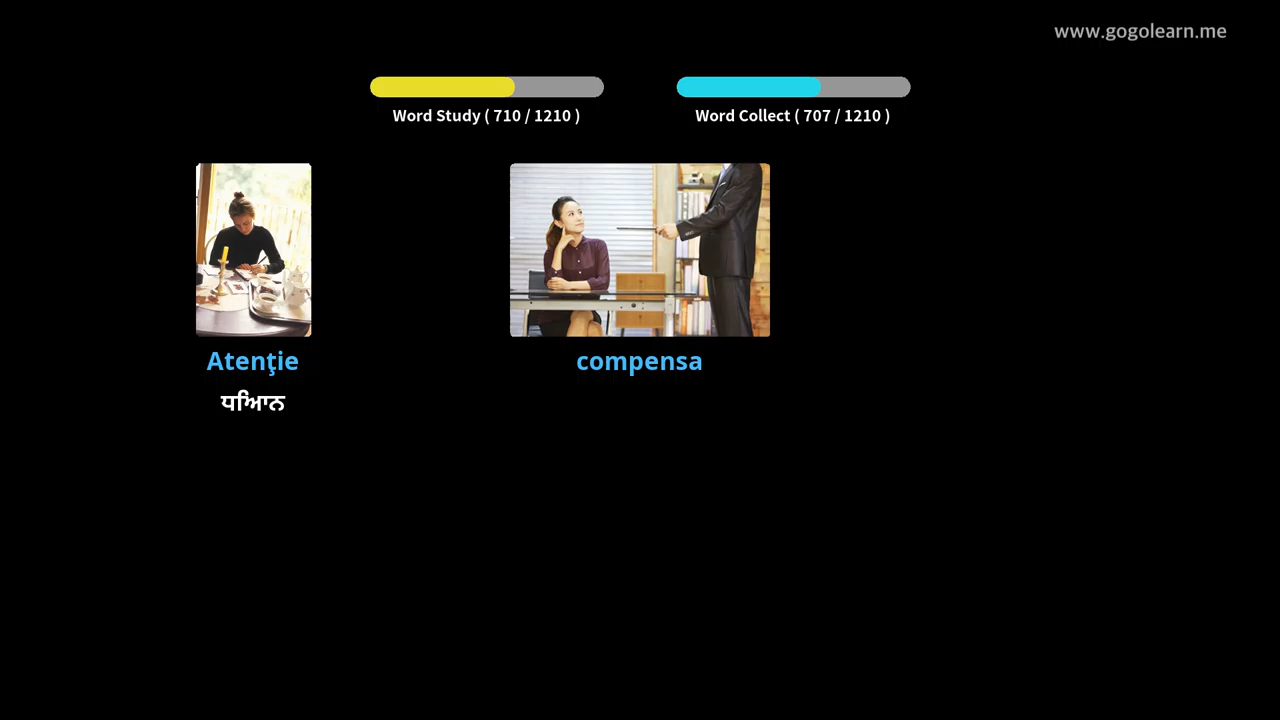 www.gogolearn.me
Word Study ( 710 / 1210 )
Word Collect ( 707 / 1210 )
Atenţie
compensa
ਧਿਆਨ